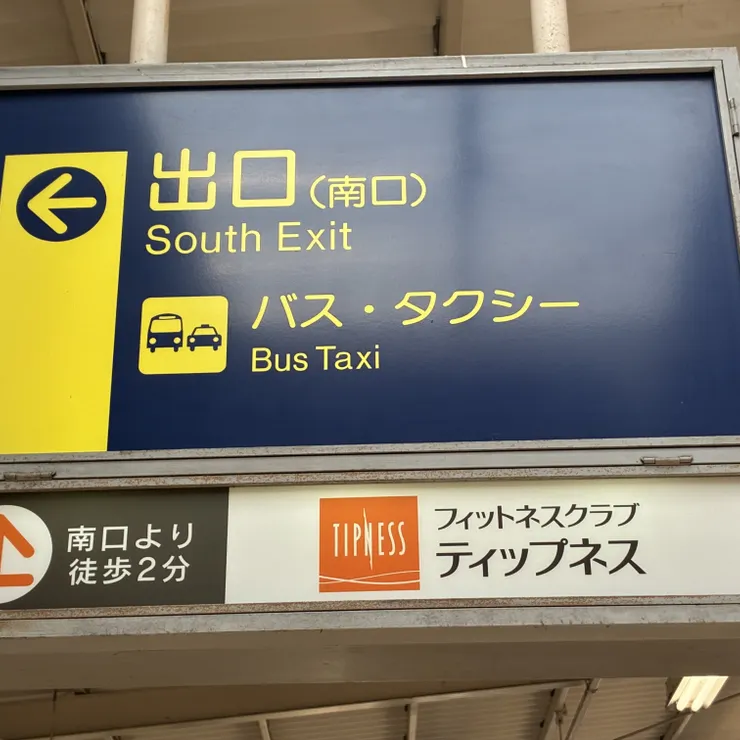 出口(南口)
South Exit
バス・タクシー
Bus Taxi
南口より
徒歩2分
TIPNESS
フィットネスクラブ
ティップネス